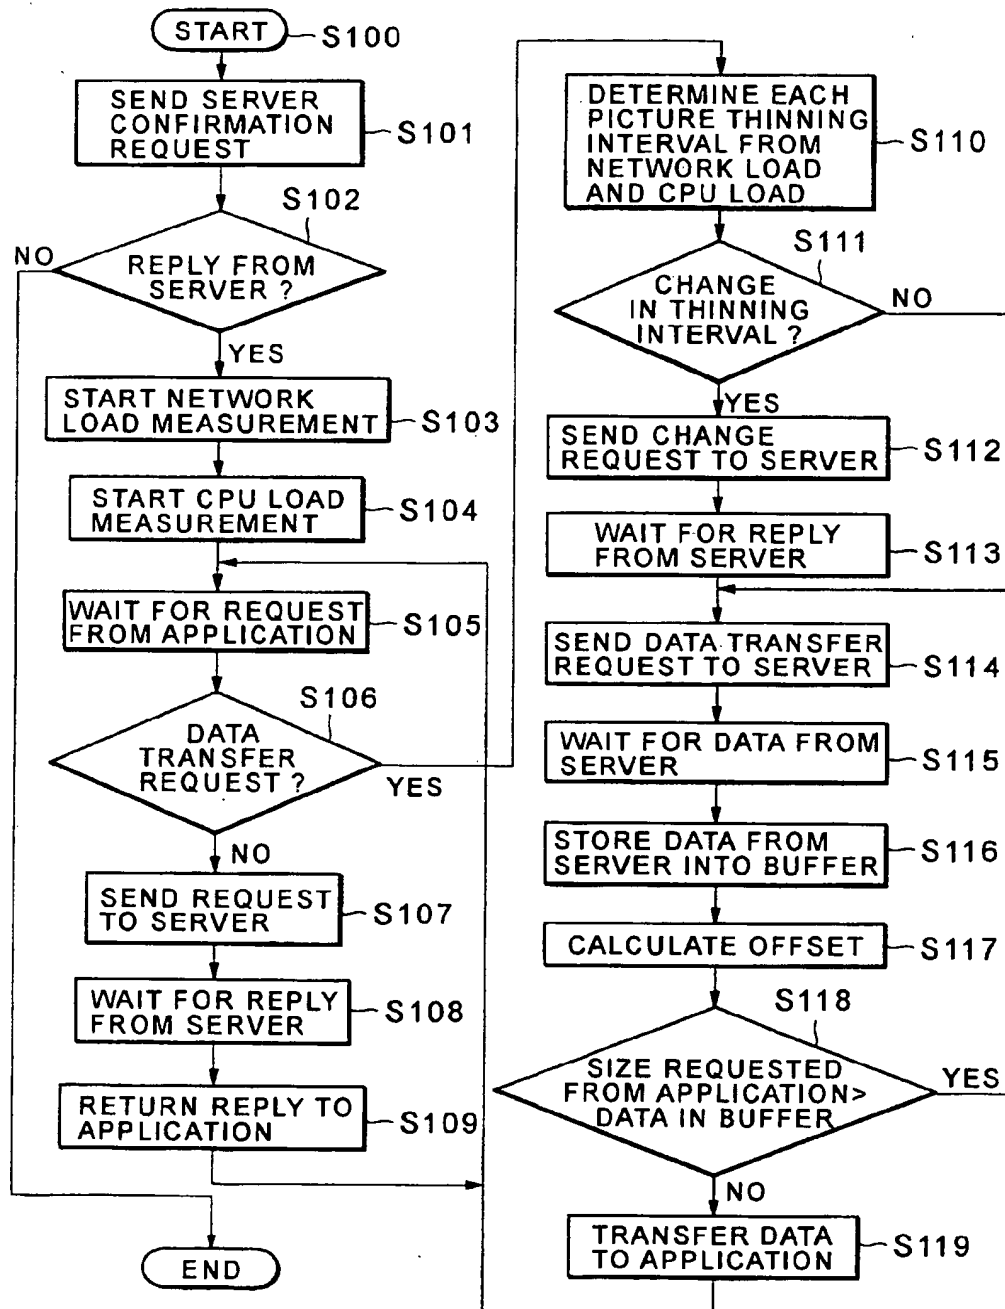 START
S100
SEND SERVER
CONFIRMATION
REQUEST
S101
S102
NO
REPLY FROM
SERVER ?
YES
START NETWORK
LOAD MEASUREMENT
S103
START CPU LOAD
MEASUREMENT
S104
WAIT FOR REQUEST
FROM APPLICATION
S105
S106
DATA
TRANSFER
REQUEST ?
YES
NO
SEND REQUEST
TO SERVER
S107
WAIT FOR REPLY
FROM SERVER
S108
RETURN REPLY TO
APPLICATION
S109
END
DETERMINE EACH
PICTURE THINNING
INTERVAL FROM
NETWORK LOAD
AND CPU LOAD
S110
S111
CHANGE
IN THINNING
INTERVAL ?
NO
YES
SEND CHANGE
REQUEST TO SERVER
S112
WAIT FOR REPLY
FROM SERVER
S113
SEND DATA TRANSFER
REQUEST TO SERVER
S114
WAIT FOR DATA FROM
SERVER
S115
STORE DATA FROM
SERVER INTO BUFFER
S116
CALCULATE OFFSET
S117
S118
SIZE REQUESTED
FROM APPLICATION>
DATA IN BUFFER
YES
NO
TRANSFER DATA
TO APPLICATION
S119